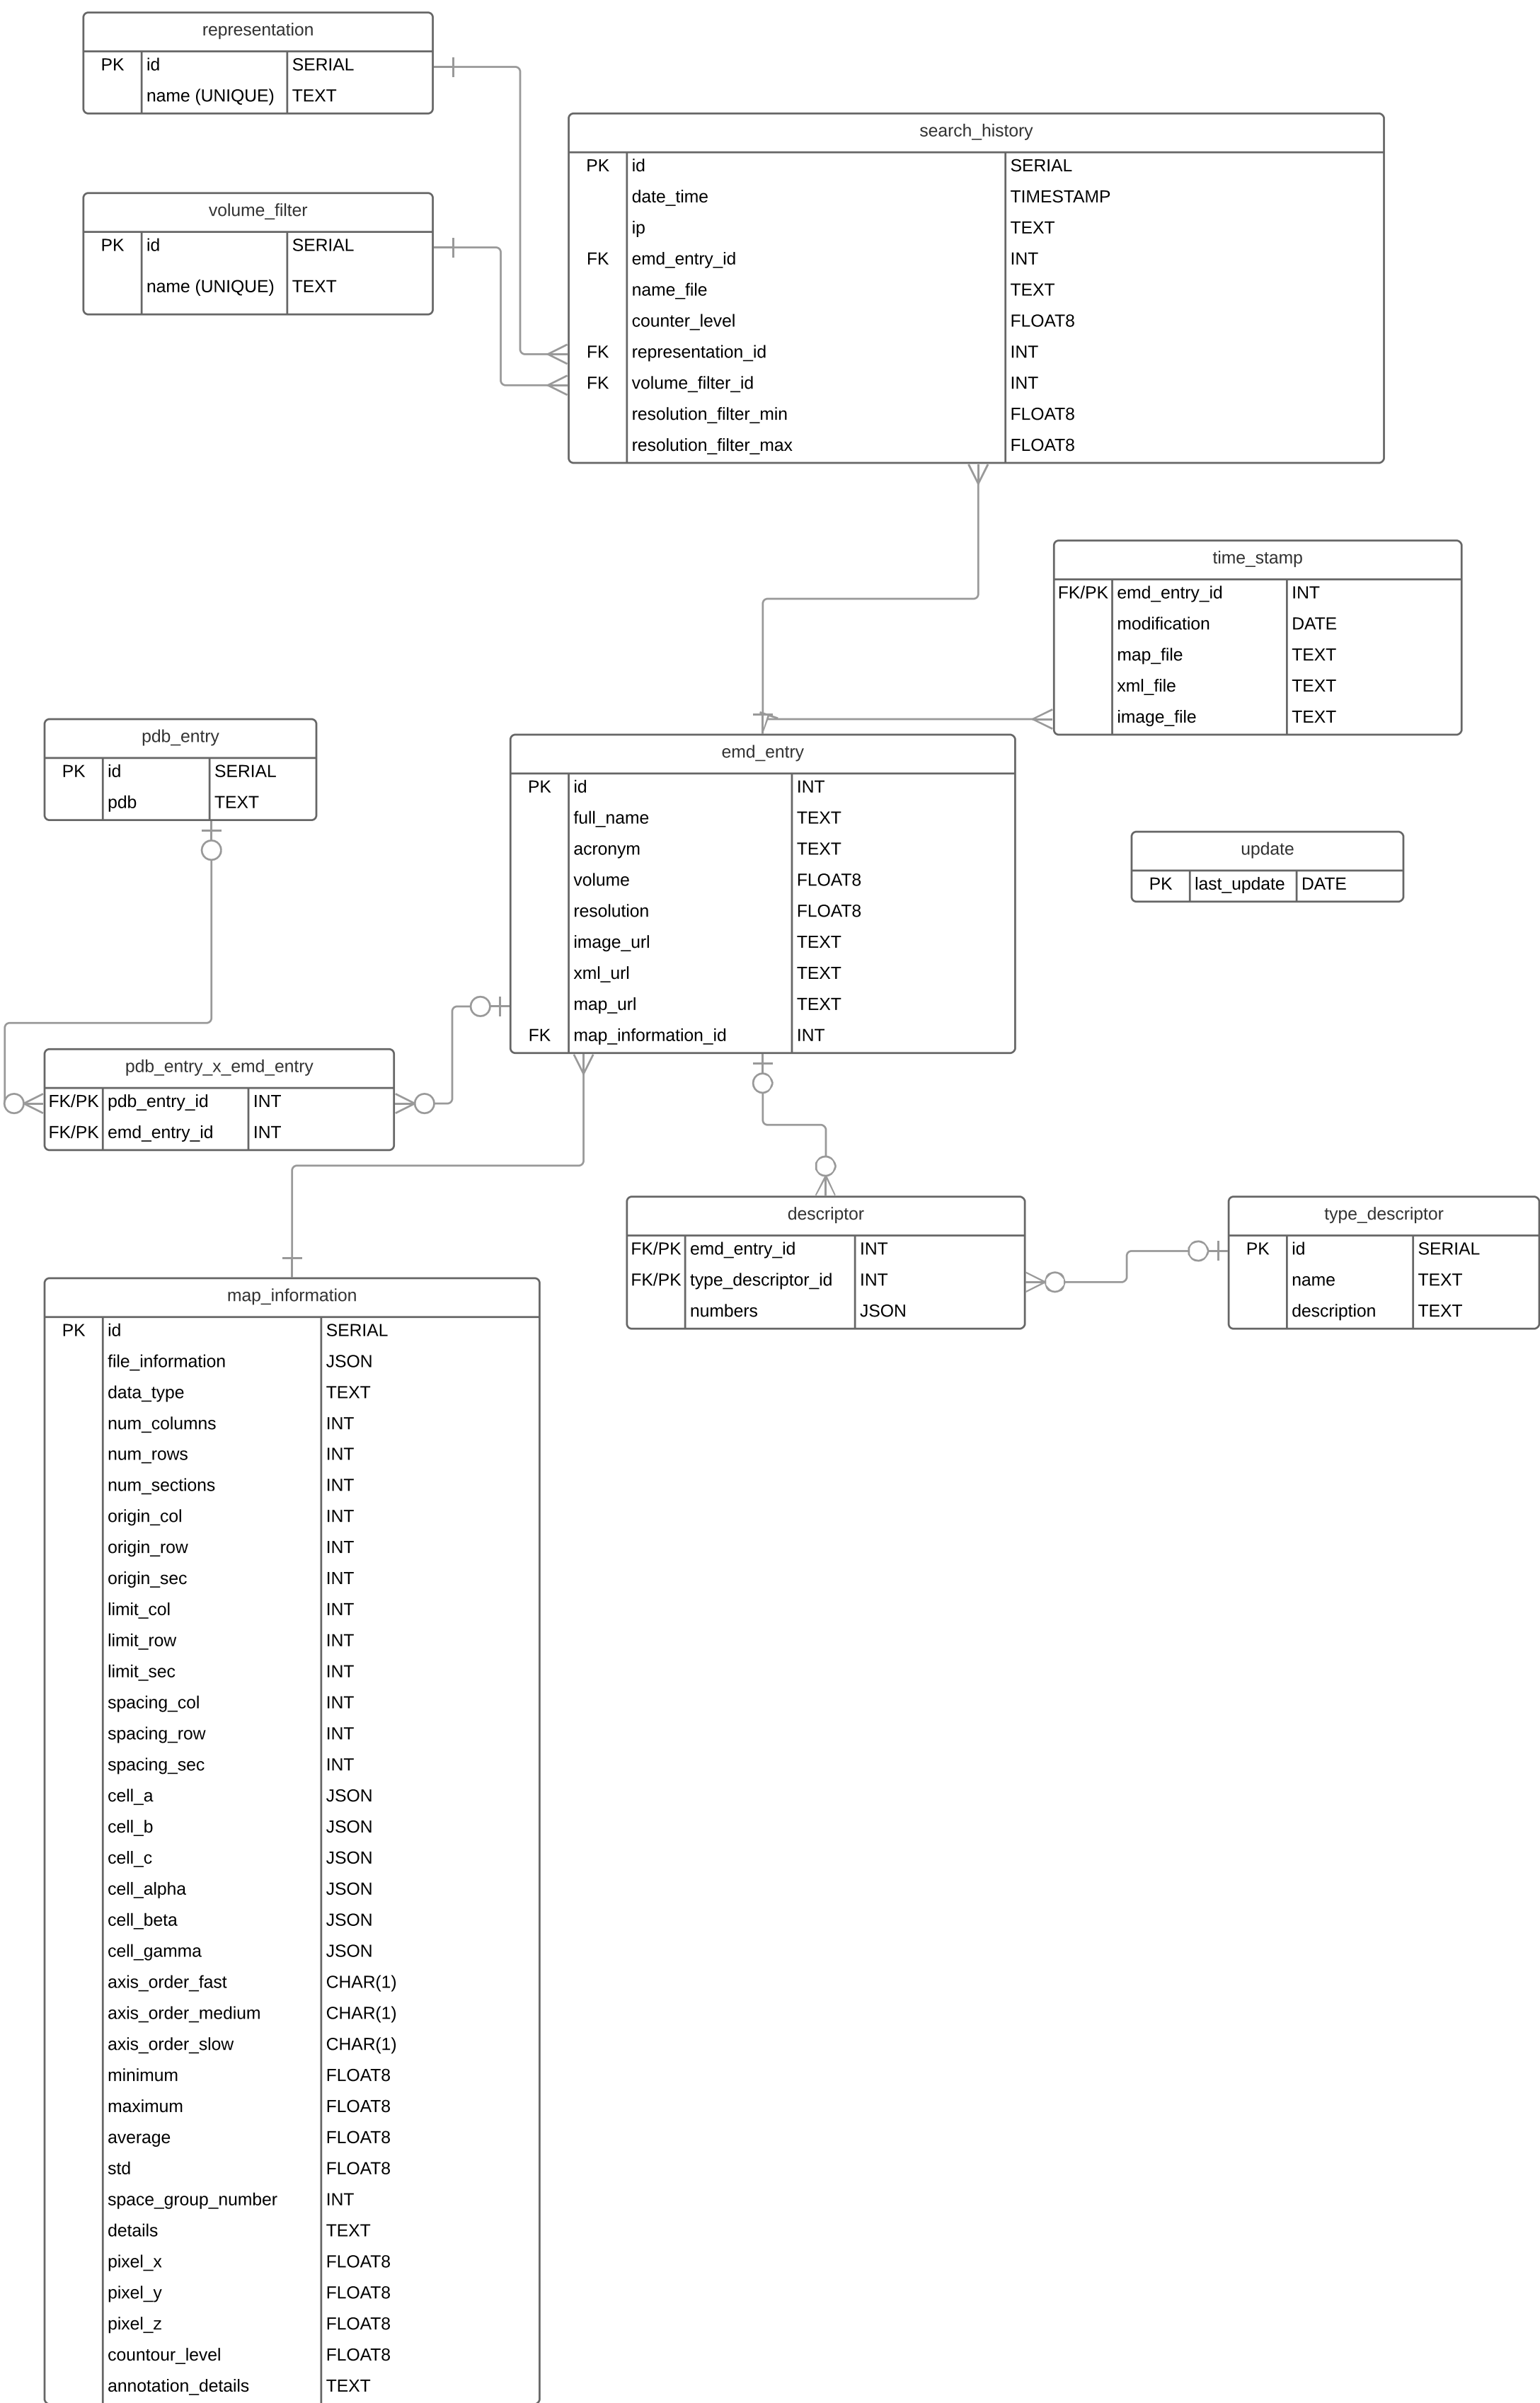 representation
PK id SERIAL
name (UNIQUE) TEXT
search_history
PK id SERIAL
date_time TIMESTAMP
ip TEXT
FK emd_entry_id INT
name_file TEXT
counter_level FLOAT8
FK representation_id INT
FK volume_filter_id INT
resolution_filter_min FLOAT8
resolution_filter_max FLOAT8
volume_filter
PK id SERIAL
name (UNIQUE) TEXT
time_stamp
FK/PK emd_entry_id INT
modification DATE
map_file TEXT
xml_file TEXT
image_file TEXT
pdb_entry
PK id SERIAL
pdb TEXT
emd_entry
PK id INT
full_name TEXT
acronym TEXT
volume FLOAT8
resolution FLOAT8
image_url TEXT
xml_url TEXT
map_url TEXT
FK map_information_id INT
update
PK last_update DATE
pdb_entry_x_emd_entry
FK/PK pdb_entry_id INT
FK/PK emd_entry_id INT
descriptor
FK/PK emd_entry_id INT
FK/PK type_descriptor_id INT
numbers JSON
type_descriptor
PK id SERIAL
name TEXT
description TEXT
map_information
PK id SERIAL
file_information JSON
data_type TEXT
num_columns INT
num_rows INT
num_sections INT
origin_col INT
origin_row INT
origin_sec INT
limit_col INT
limit_row INT
limit_sec INT
spacing_col INT
spacing_row INT
spacing_sec INT
cell_a JSON
cell_b JSON
cell_c JSON
cell_alpha JSON
cell_beta JSON
cell_gamma JSON
axis_order_fast CHAR(1)
axis_order_medium CHAR(1)
axis_order_slow CHAR(1)
minimum FLOAT8
maximum FLOAT8
average FLOAT8
std FLOAT8
space_group_number INT
details TEXT
pixel_x FLOAT8
pixel_y FLOAT8
pixel_z FLOAT8
countour_level FLOAT8
annotation_details TEXT